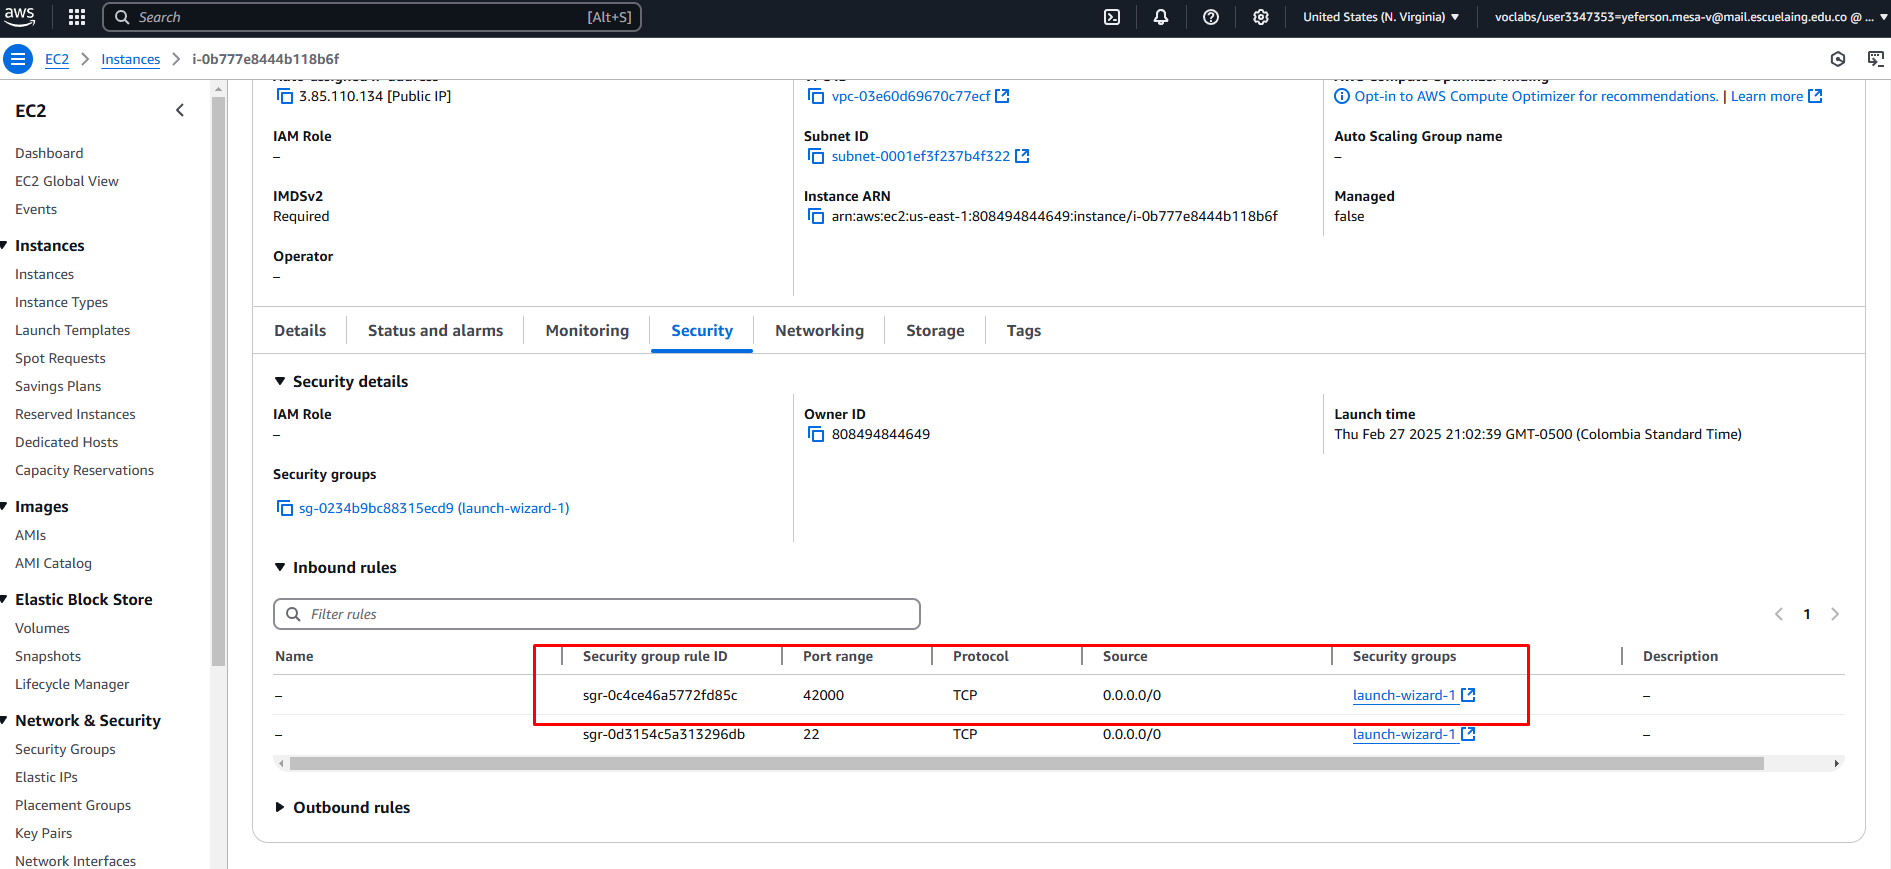 aws
Search [Alt+S]
United States (N. Virginia)
voclabs/user3347353=yeferson.mesa-v@mail.escuelaing.edu.co @ ...
EC2 > Instances > i-0b777e8444b118b6f
EC2
Dashboard
EC2 Global View
Events
Instances
Instances
Instance Types
Launch Templates
Spot Requests
Savings Plans
Reserved Instances
Dedicated Hosts
Capacity Reservations
Images
AMIs
AMI Catalog
Elastic Block Store
Volumes
Snapshots
Lifecycle Manager
Network & Security
Security Groups
Elastic IPs
Placement Groups
Key Pairs
Network Interfaces
3.85.110.134 [Public IP]
IAM Role
–
IMDSv2
Required
Operator
–
vpc-03e60d69670c77ecf
Subnet ID
subnet-0001ef3f237b4f322
Instance ARN
arn:aws:ec2:us-east-1:808494844649:instance/i-0b777e8444b118b6f
Opt-in to AWS Compute Optimizer for recommendations. | Learn more
Auto Scaling Group name
–
Managed
false
Details Status and alarms Monitoring Security Networking Storage Tags
Security details
IAM Role
–
Security groups
sg-0234b9bc88315ecd9 (launch-wizard-1)
Owner ID
808494844649
Launch time
Thu Feb 27 2025 21:02:39 GMT-0500 (Colombia Standard Time)
Inbound rules
Filter rules
1
Name Security group rule ID Port range Protocol Source Security groups Description
– sgr-0c4ce46a5772fd85c 42000 TCP 0.0.0.0/0 launch-wizard-1 –
– sgr-0d3154c5a313296db 22 TCP 0.0.0.0/0 launch-wizard-1 –
Outbound rules